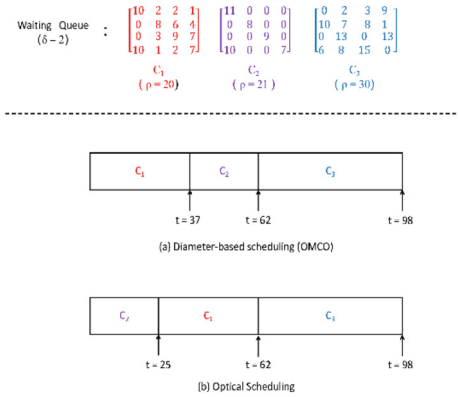 Waiting Queue
(δ – 2)
:
10 2 2 1
0 8 6 4
0 3 9 7
10 1 2 7
C₁
( ρ = 20)
11 0 0 0
0 8 0 0
0 0 9 0
10 0 0 7
C₂
( ρ = 21 )
0 2 3 9
10 7 8 1
0 13 0 13
6 8 15 0
C₃
( ρ = 30)
C₁ C₂ C₃
t = 37 t = 62 t = 98
(a) Diameter-based scheduling (OMCO)
C₂ C₁ C₃
t = 25 t = 62 t = 98
(b) Optical Scheduling